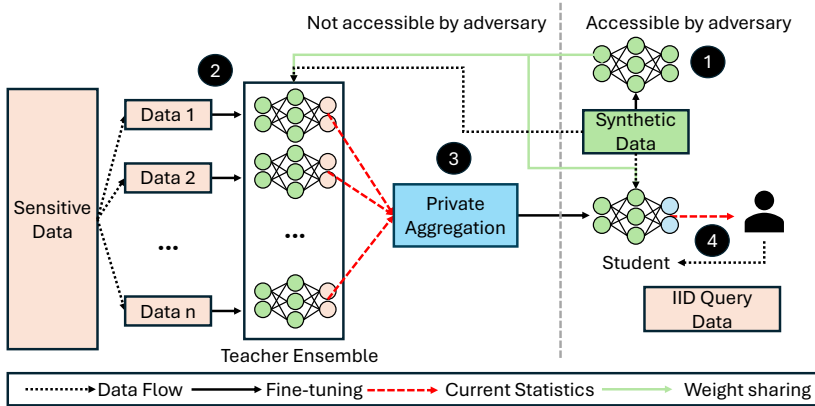 Not accessible by adversary
Accessible by adversary
2
1
Data 1
Synthetic
Data
3
Data 2
Sensitive
Data
Private
Aggregation
...
...
4
Student
Data n
IID Query
Data
Teacher Ensemble
Data Flow
Fine-tuning
Current Statistics
Weight sharing